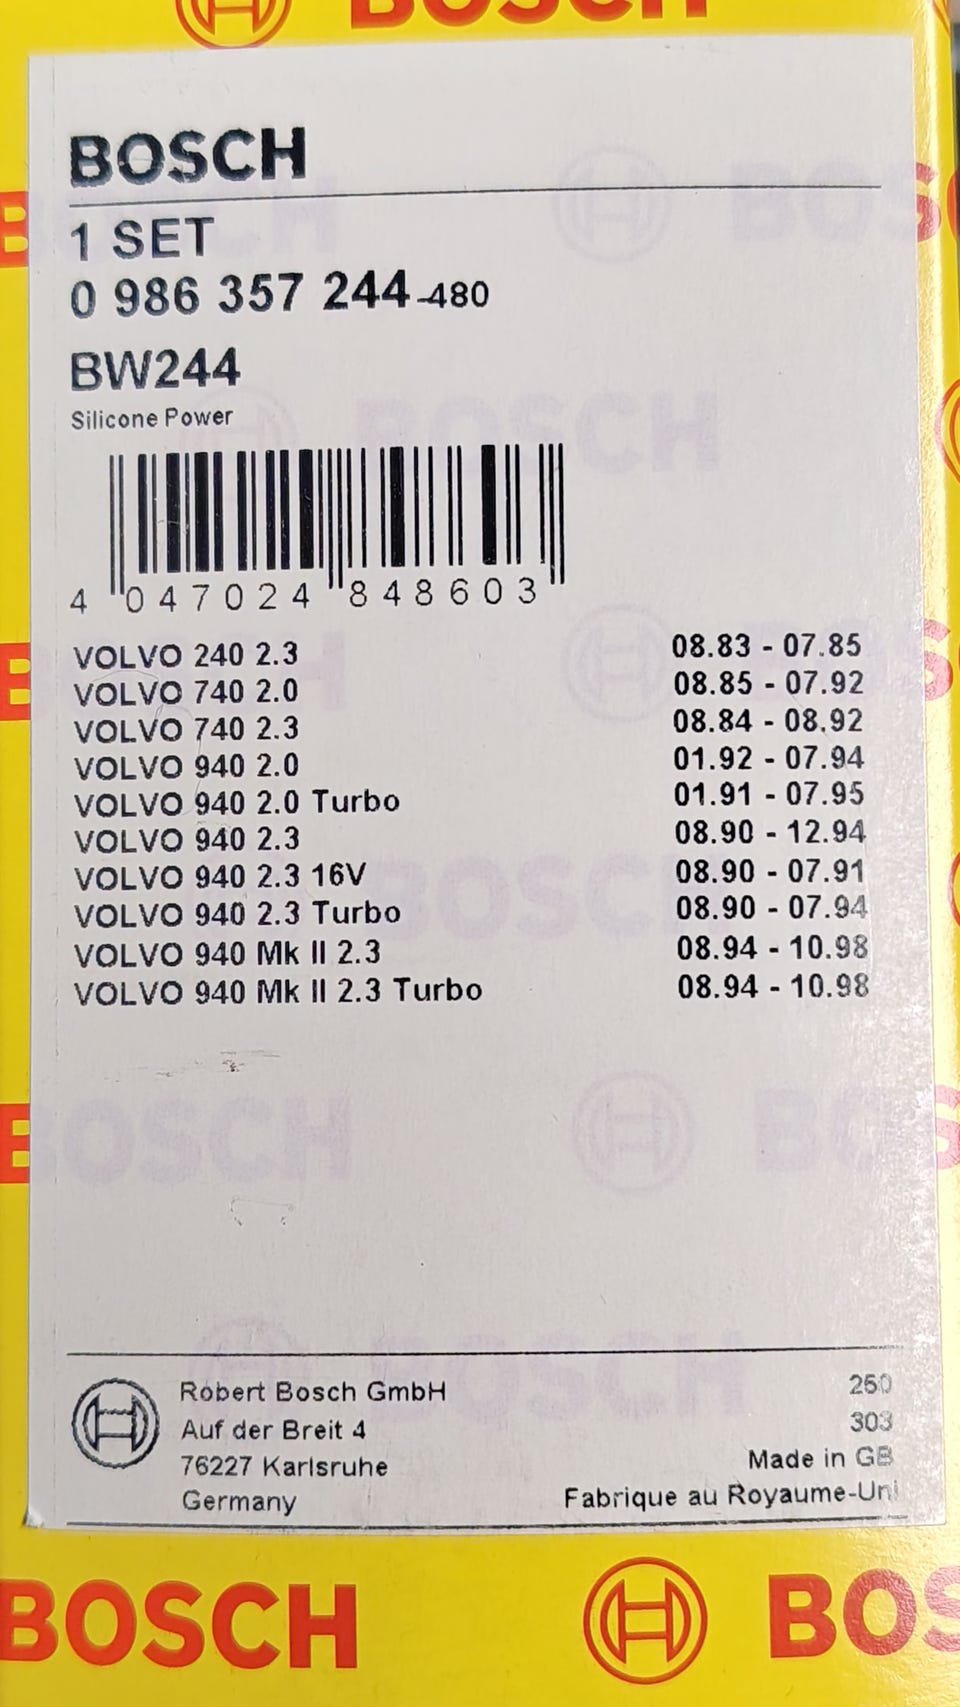 BOSCH
BOSCH
1 SET
0 986 357 244-480
BW244
Silicone Power
4 047024 848603
VOLVO 240 2.3 08.83 - 07.85
VOLVO 740 2.0 08.85 - 07.92
VOLVO 740 2.3 08.84 - 08.92
VOLVO 940 2.0 01.92 - 07.94
VOLVO 940 2.0 Turbo 01.91 - 07.95
VOLVO 940 2.3 08.90 - 12.94
VOLVO 940 2.3 16V 08.90 - 07.91
VOLVO 940 2.3 Turbo 08.90 - 07.94
VOLVO 940 Mk II 2.3 08.94 - 10.98
VOLVO 940 Mk II 2.3 Turbo 08.94 - 10.98
Robert Bosch GmbH 250
Auf der Breit 4 303
76227 Karlsruhe Made in GB
Germany Fabrique au Royaume-Uni
BOSCH BOS